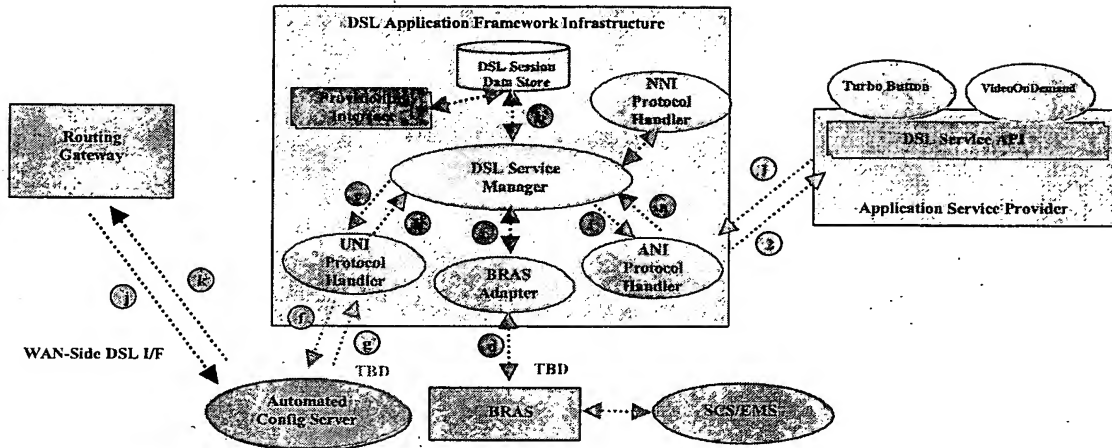 DSL Application Framework Infrastructure
DSL Session
Data Store
Provisioning
Interface
NNI
Protocol
Handler
Turbo Button
VideoOnDemand
DSL Service API
Application Service Provider
Routing
Gateway
DSL Service
Manager
UNI
Protocol
Handler
BRAS
Adapter
ANI
Protocol
Handler
j
k
f
g
d
WAN-Side DSL I/F
TBD
TBD
Automated
Config Server
BRAS
SCS/EMS